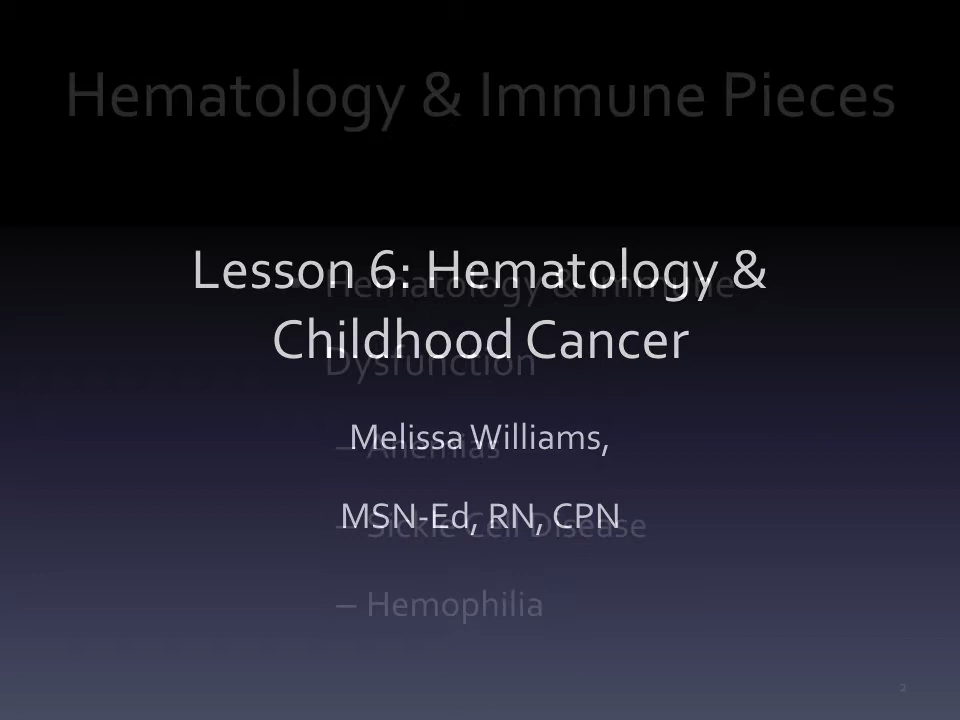 Hematology & Immune Pieces
Lesson 6: Hematology &
Childhood Cancer
Melissa Williams,
MSN-Ed, RN, CPN
• Hematology & Immune
Dysfunction
– Anemias
– Sickle Cell Disease
– Hemophilia
2